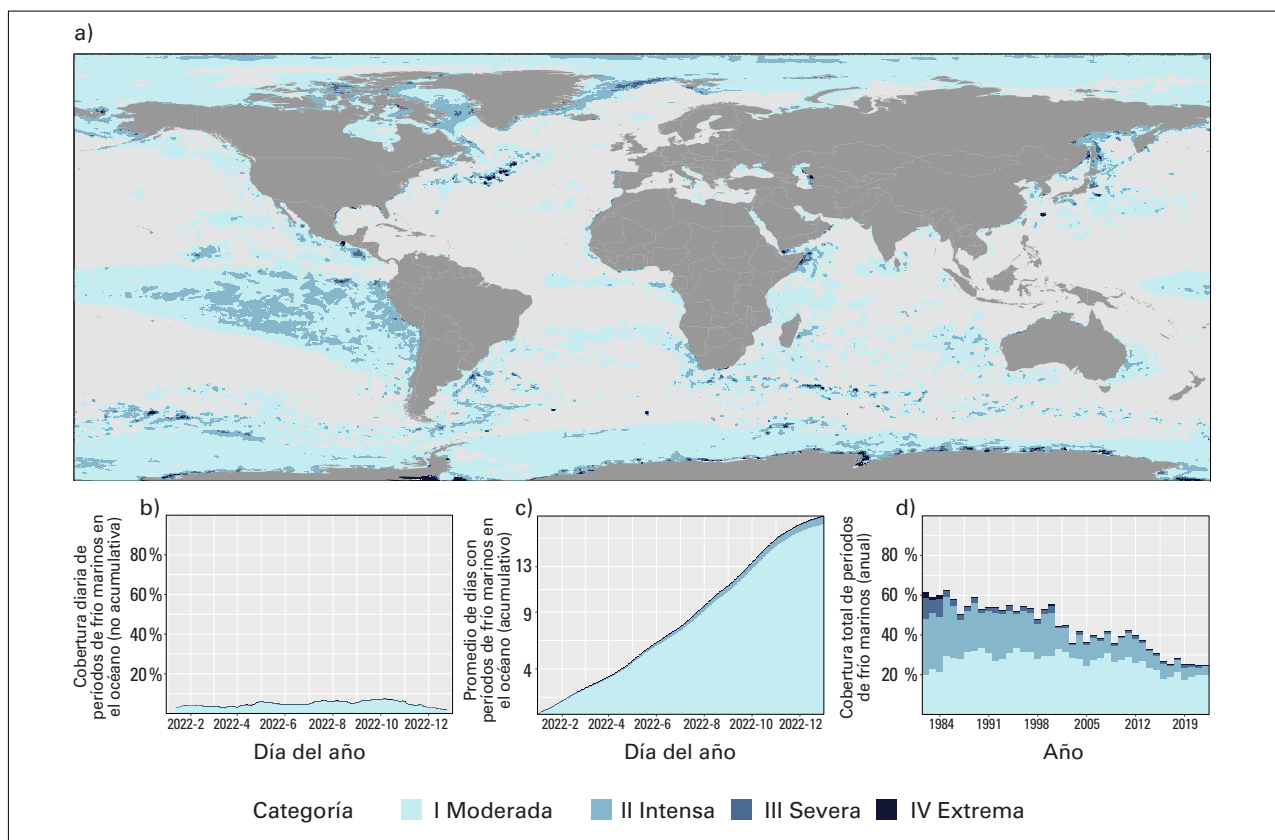 a)
b)
Cobertura diaria de
períodos de frío marinos en
el océano (no acumulativa)
80 %
60 %
40 %
20 %
2022-2 2022-4 2022-6 2022-8 2022-10 2022-12
Día del año
c)
Promedio de días con
períodos de frío marinos en
el océano (acumulativo)
13
9
4
2022-2 2022-4 2022-6 2022-8 2022-10 2022-12
Día del año
d)
Cobertura total de períodos
de frío marinos (anual)
80 %
60 %
40 %
20 %
1984 1991 1998 2005 2012 2019
Año
Categoría I Moderada II Intensa III Severa IV Extrema